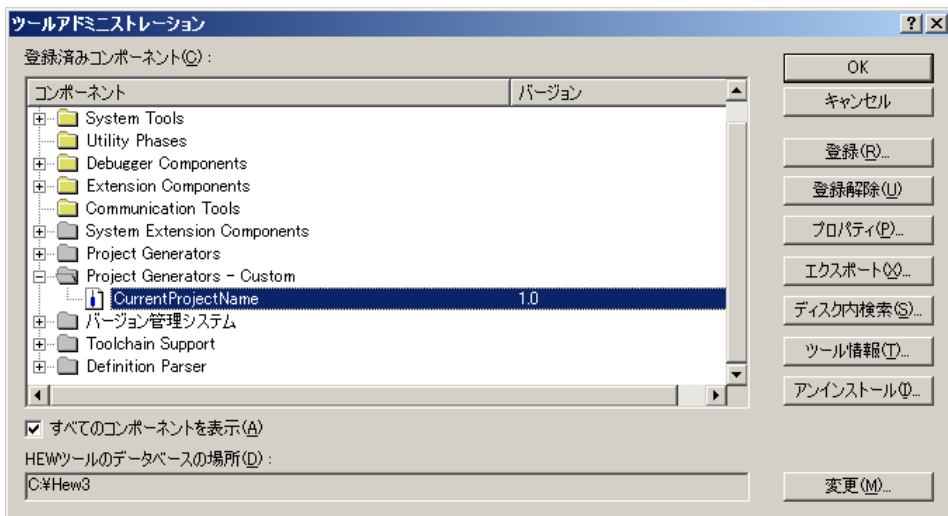 ツールアドミニストレーション
登録済みコンポーネント(C) :
コンポーネント バージョン
System Tools
Utility Phases
Debugger Components
Extension Components
Communication Tools
System Extension Components
Project Generators
Project Generators - Custom
CurrentProjectName 1.0
バージョン管理システム
Toolchain Support
Definition Parser
すべてのコンポーネントを表示(A)
HEWツールのデータベースの場所(D) :
C:¥Hew3
OK
キャンセル
登録(R)...
登録解除(U)
プロパティ(P)...
エクスポート(X)...
ディスク内検索(S)...
ツール情報(T)...
アンインストール(I)...
変更(M)...